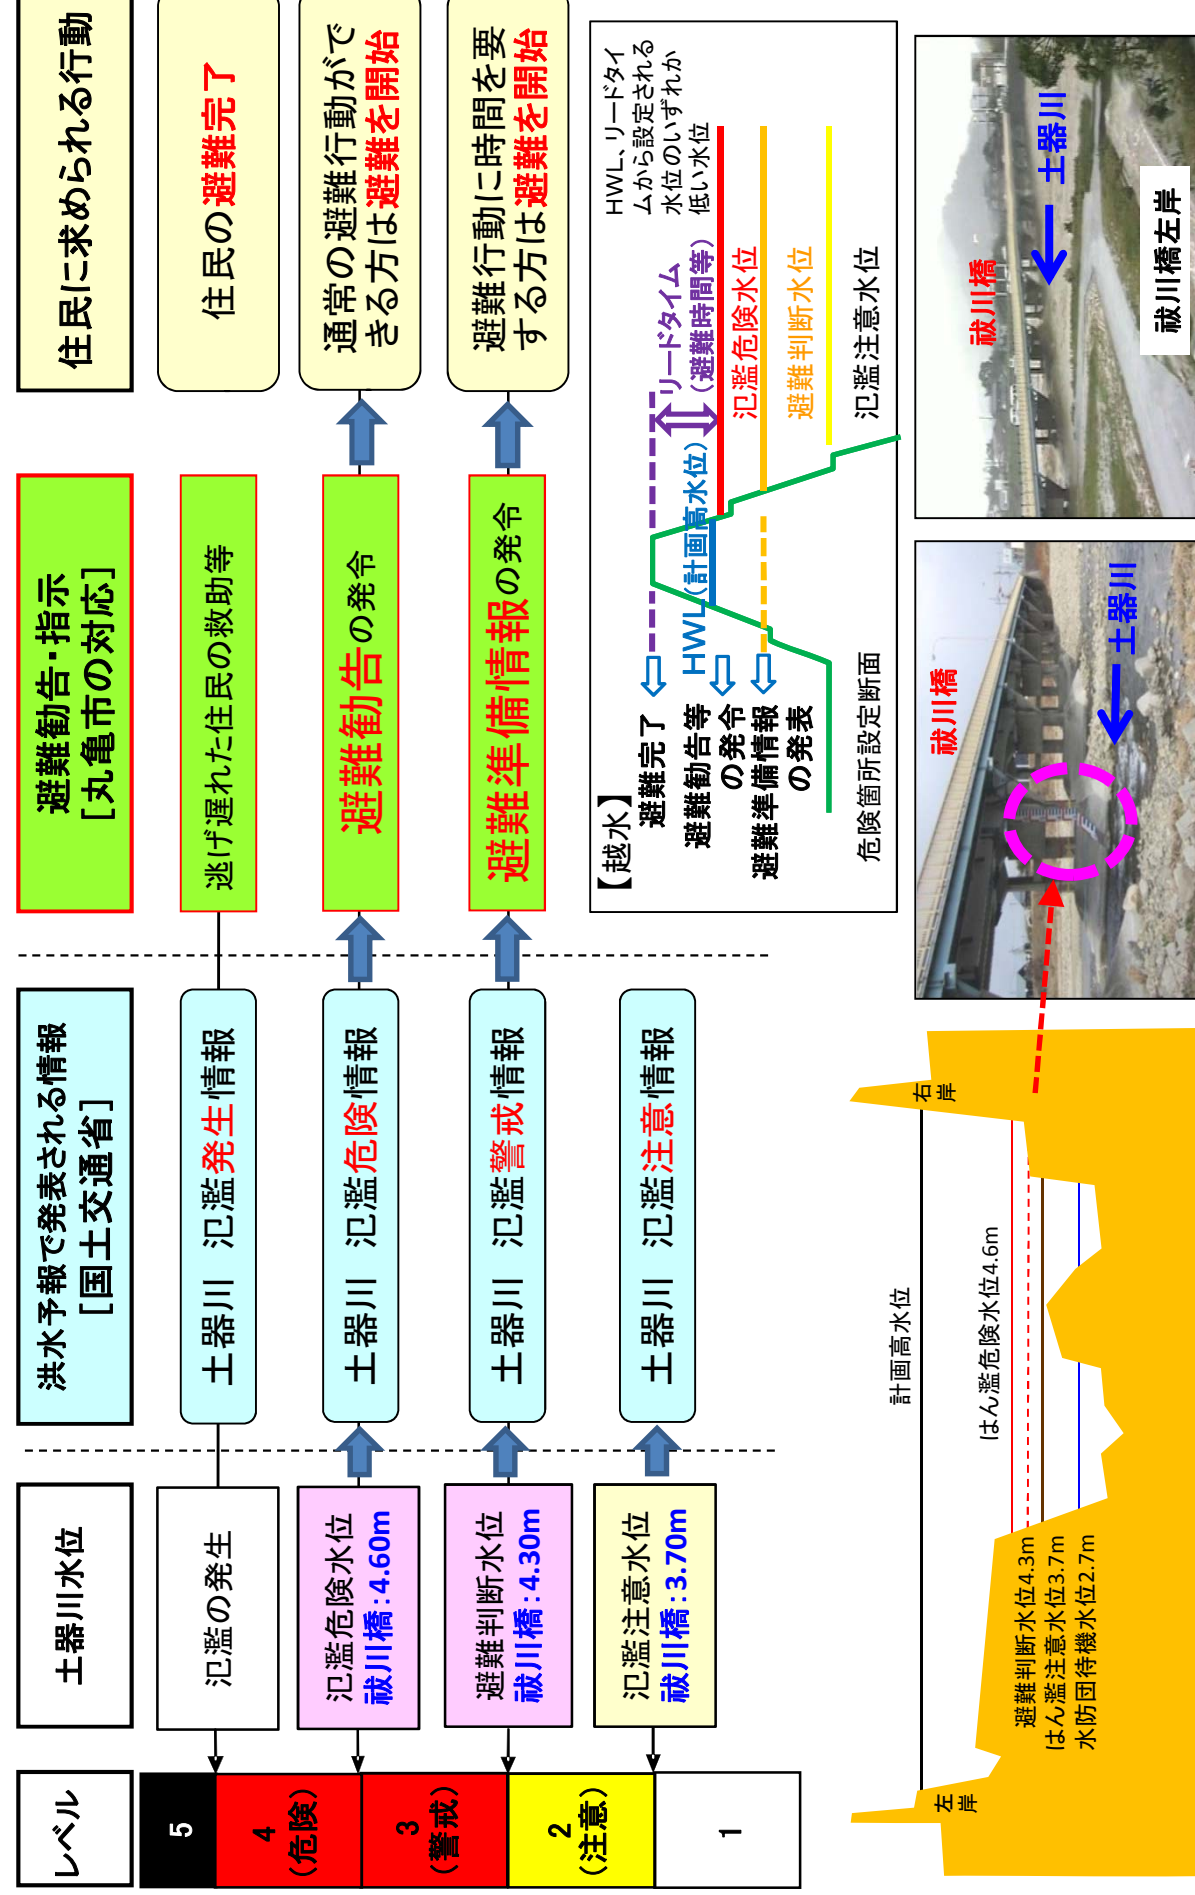 レベル
土器川水位
洪水予報で発表される情報
[国土交通省]
避難勧告・指示
[丸亀市の対応]
住民に求められる行動
5
氾濫の発生
土器川 氾濫発生情報
逃げ遅れた住民の救助等
住民の避難完了
4
(危険)
氾濫危険水位
祓川橋:4.60m
土器川 氾濫危険情報
避難勧告の発令
通常の避難行動がで
きる方は避難を開始
3
(警戒)
避難判断水位
祓川橋:4.30m
土器川 氾濫警戒情報
避難準備情報の発令
避難行動に時間を要
する方は避難を開始
2
(注意)
氾濫注意水位
祓川橋:3.70m
土器川 氾濫注意情報
1
【越水】
避難完了
避難勧告等
の発令
避難準備情報
の発表
HWL(計画高水位)
リードタイム
(避難時間等)
HWL、リードタイ
ムから設定される
水位のいずれか
低い水位
氾濫危険水位
避難判断水位
氾濫注意水位
危険箇所設定断面
計画高水位
はん濫危険水位4.6m
避難判断水位4.3m
はん濫注意水位3.7m
水防団待機水位2.7m
左岸
右岸
祓川橋
土器川
祓川橋
土器川
祓川橋左岸